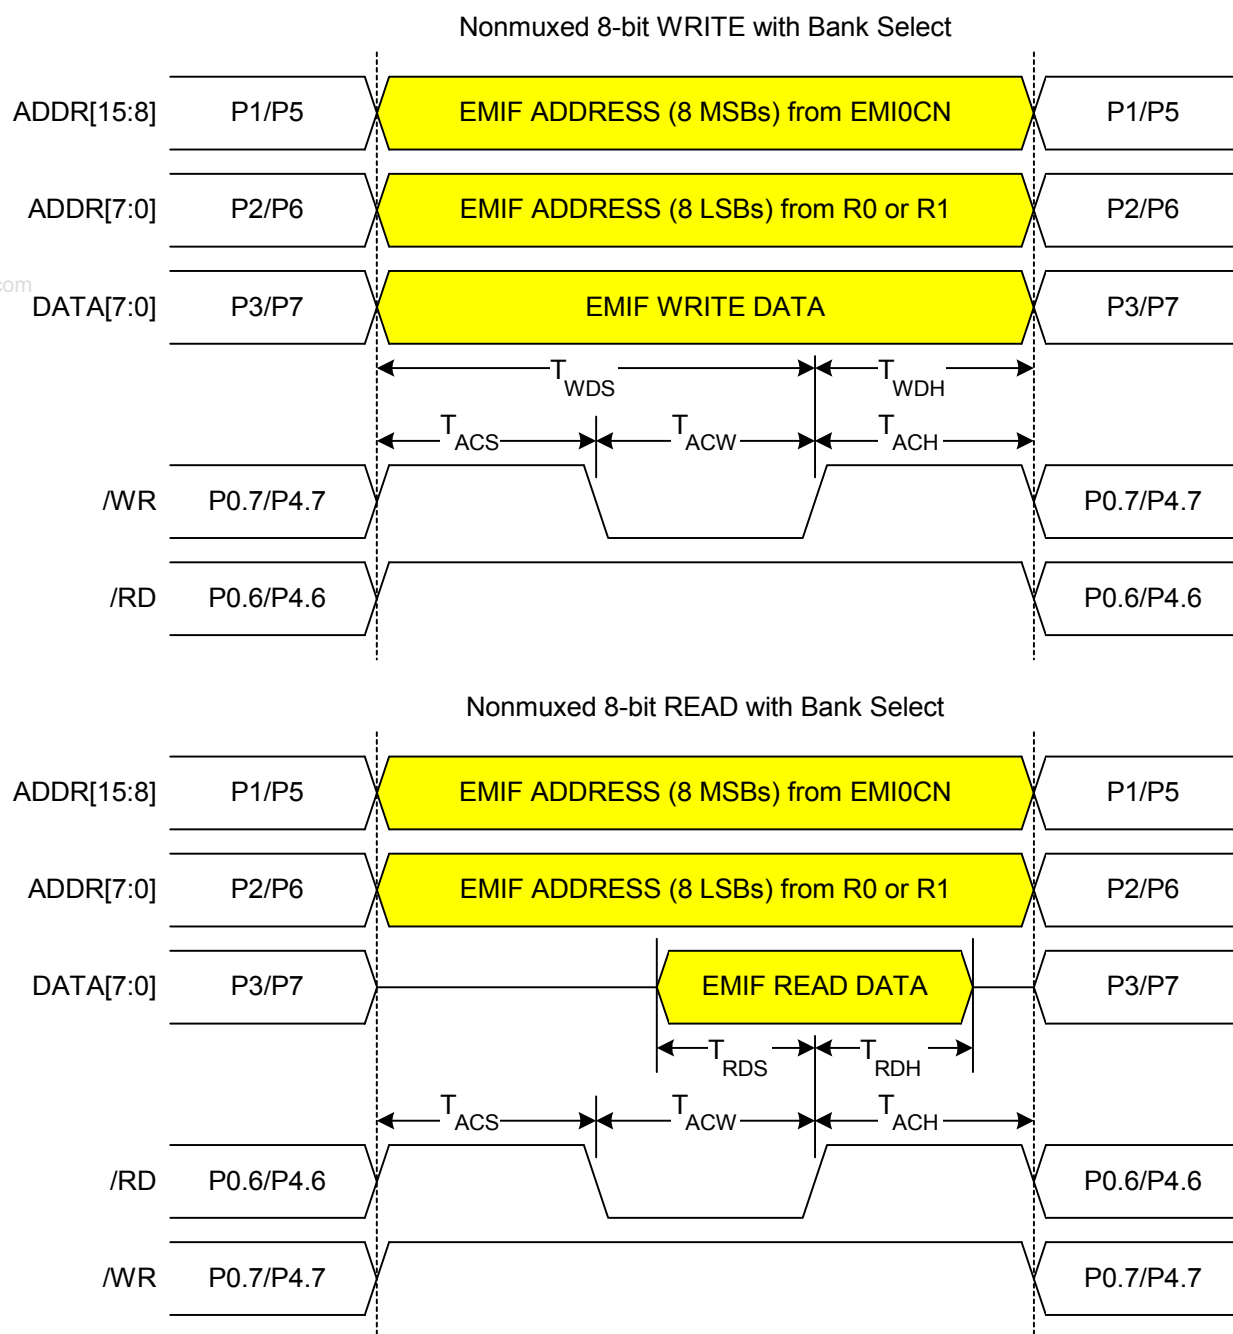 Nonmuxed 8-bit WRITE with Bank Select
ADDR[15:8] P1/P5 EMIF ADDRESS (8 MSBs) from EMI0CN P1/P5
ADDR[7:0] P2/P6 EMIF ADDRESS (8 LSBs) from R0 or R1 P2/P6
com
DATA[7:0] P3/P7 EMIF WRITE DATA P3/P7
TWDS TWDH
TACS TACW TACH
/WR P0.7/P4.7 P0.7/P4.7
/RD P0.6/P4.6 P0.6/P4.6
Nonmuxed 8-bit READ with Bank Select
ADDR[15:8] P1/P5 EMIF ADDRESS (8 MSBs) from EMI0CN P1/P5
ADDR[7:0] P2/P6 EMIF ADDRESS (8 LSBs) from R0 or R1 P2/P6
DATA[7:0] P3/P7 EMIF READ DATA P3/P7
TRDS TRDH
TACS TACW TACH
/RD P0.6/P4.6 P0.6/P4.6
/WR P0.7/P4.7 P0.7/P4.7